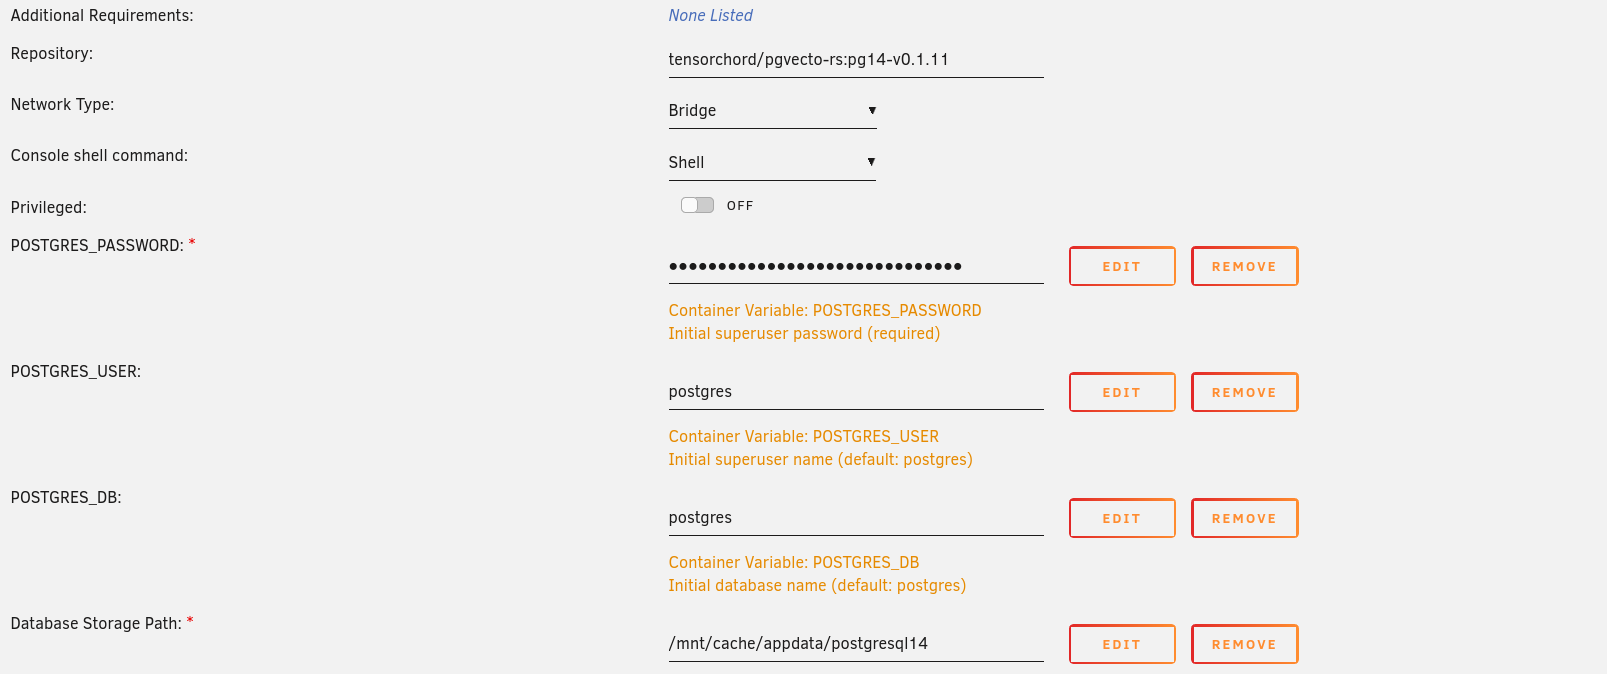 Additional Requirements: None Listed
Repository: tensorchord/pgvecto-rs:pg14-v0.1.11
Network Type: Bridge
Console shell command: Shell
Privileged: OFF
POSTGRES_PASSWORD: * •••••••••••••••••••••••••••••• EDIT REMOVE
Container Variable: POSTGRES_PASSWORD
Initial superuser password (required)
POSTGRES_USER: postgres EDIT REMOVE
Container Variable: POSTGRES_USER
Initial superuser name (default: postgres)
POSTGRES_DB: postgres EDIT REMOVE
Container Variable: POSTGRES_DB
Initial database name (default: postgres)
Database Storage Path: * /mnt/cache/appdata/postgresql14 EDIT REMOVE